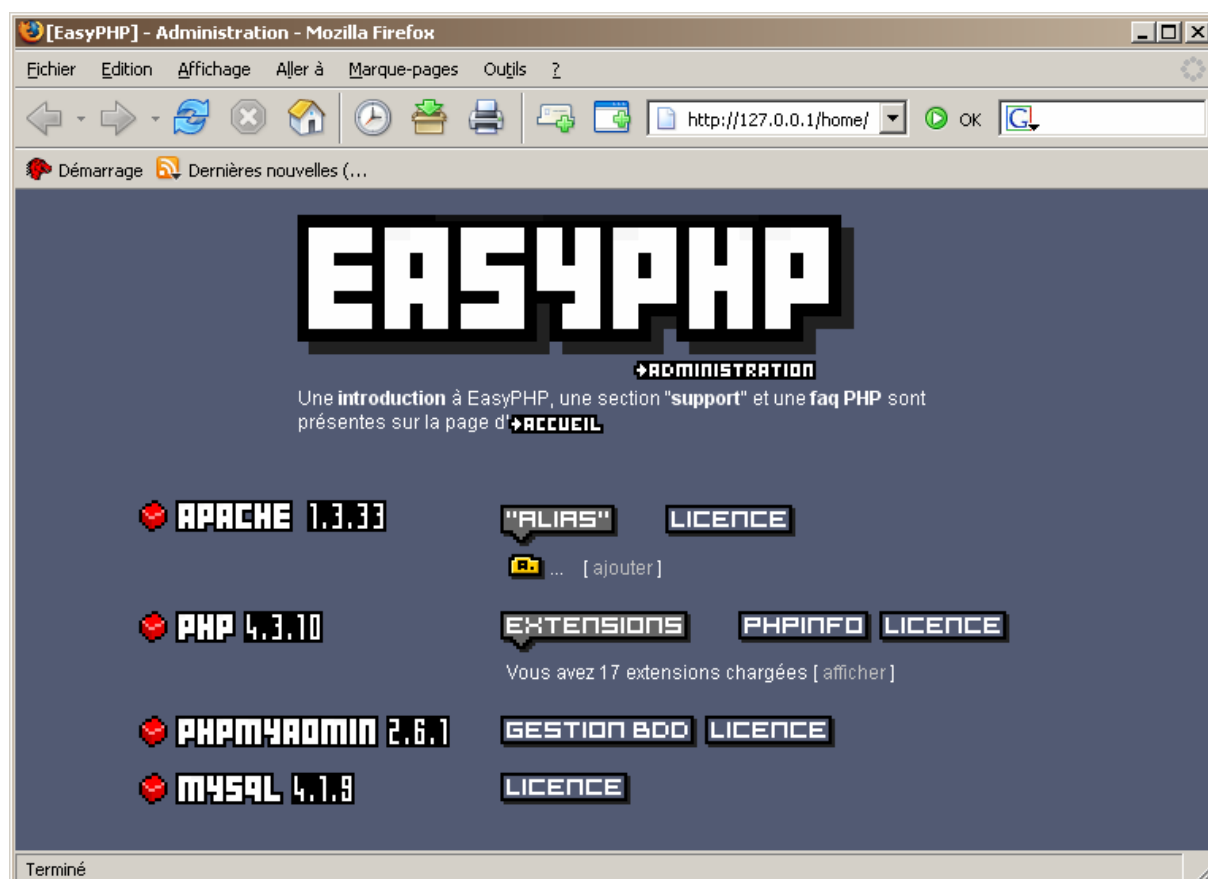 [EasyPHP] - Administration - Mozilla Firefox
Fichier Edition Affichage Aller à Marque-pages Outils ?
http://127.0.0.1/home/ OK G
Démarrage Dernières nouvelles (...
EASYPHP
ADMINISTRATION
Une introduction à EasyPHP, une section "support" et une faq PHP sont
présentes sur la page d'ACCUEIL
APACHE 1.3.33 "ALIAS" LICENCE
R. ... [ ajouter ]
PHP 4.3.10 EXTENSIONS PHPINFO LICENCE
Vous avez 17 extensions chargées [ afficher ]
PHPMYADMIN 2.6.1 GESTION BDD LICENCE
MYSQL 4.1.9 LICENCE
Terminé